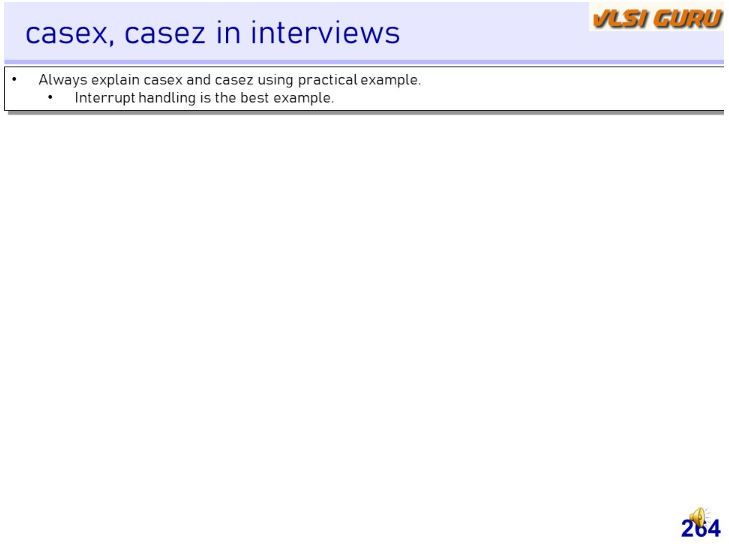 casex, casez in interviews
VLSI GURU
• Always explain casex and casez using practical example.
• Interrupt handling is the best example.
264